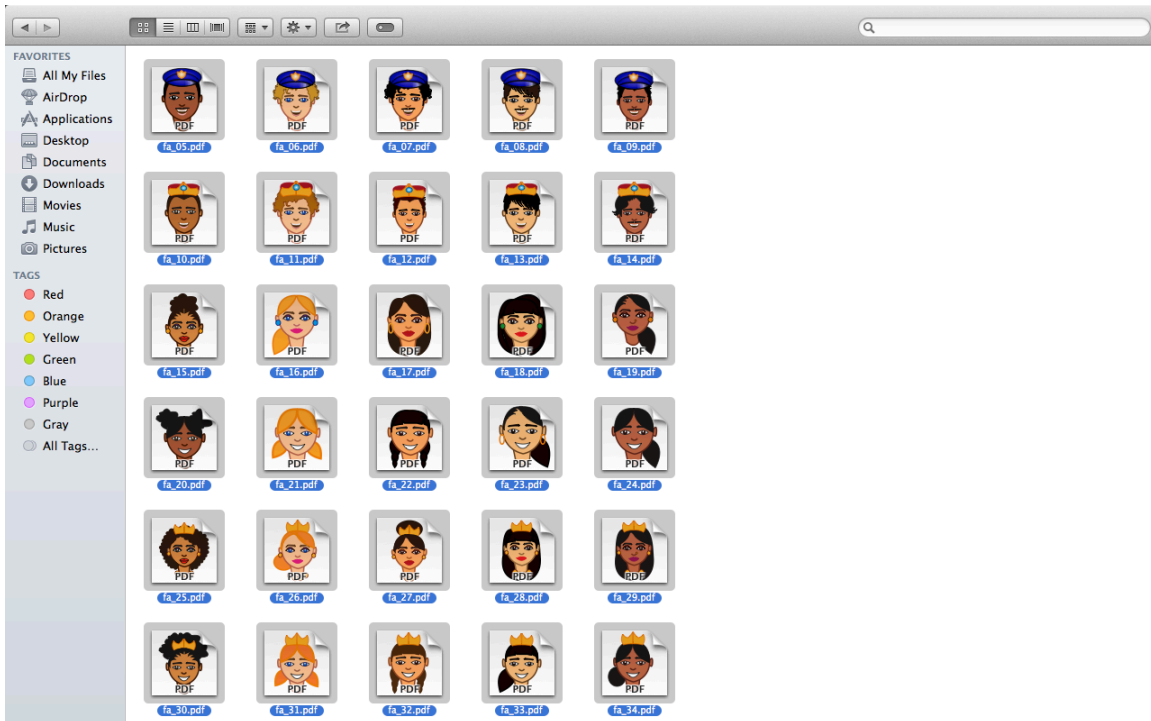 FAVORITES
All My Files
AirDrop
Applications
Desktop
Documents
Downloads
Movies
Music
Pictures
TAGS
Red
Orange
Yellow
Green
Blue
Purple
Gray
All Tags...
PDF PDF PDF PDF PDF
fa_05.pdf fa_06.pdf fa_07.pdf fa_08.pdf fa_09.pdf
PDF PDF PDF PDF PDF
fa_10.pdf fa_11.pdf fa_12.pdf fa_13.pdf fa_14.pdf
PDF PDF PDF PDF PDF
fa_15.pdf fa_16.pdf fa_17.pdf fa_18.pdf fa_19.pdf
PDF PDF PDF PDF PDF
fa_20.pdf fa_21.pdf fa_22.pdf fa_23.pdf fa_24.pdf
PDF PDF PDF PDF PDF
fa_25.pdf fa_26.pdf fa_27.pdf fa_28.pdf fa_29.pdf
PDF PDF PDF PDF PDF
fa_30.pdf fa_31.pdf fa_32.pdf fa_33.pdf fa_34.pdf